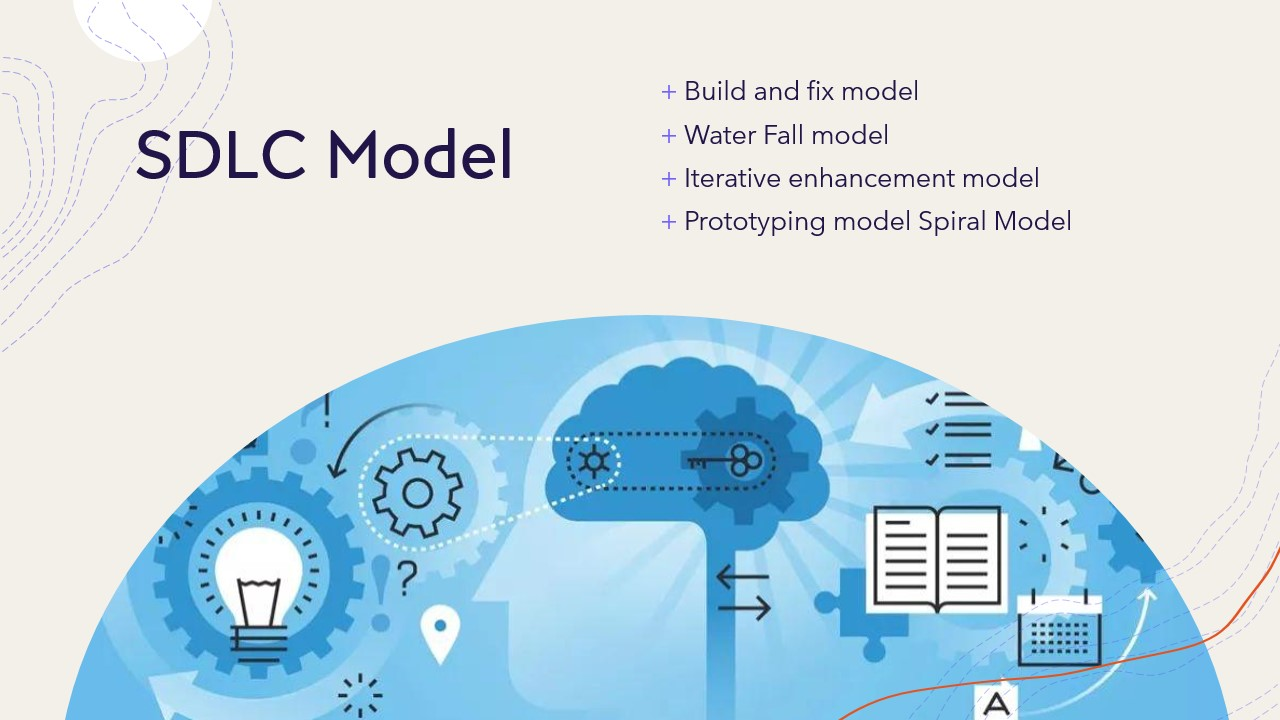 SDLC Model
+ Build and fix model
+ Water Fall model
+ Iterative enhancement model
+ Prototyping model Spiral Model
!
!
?
A